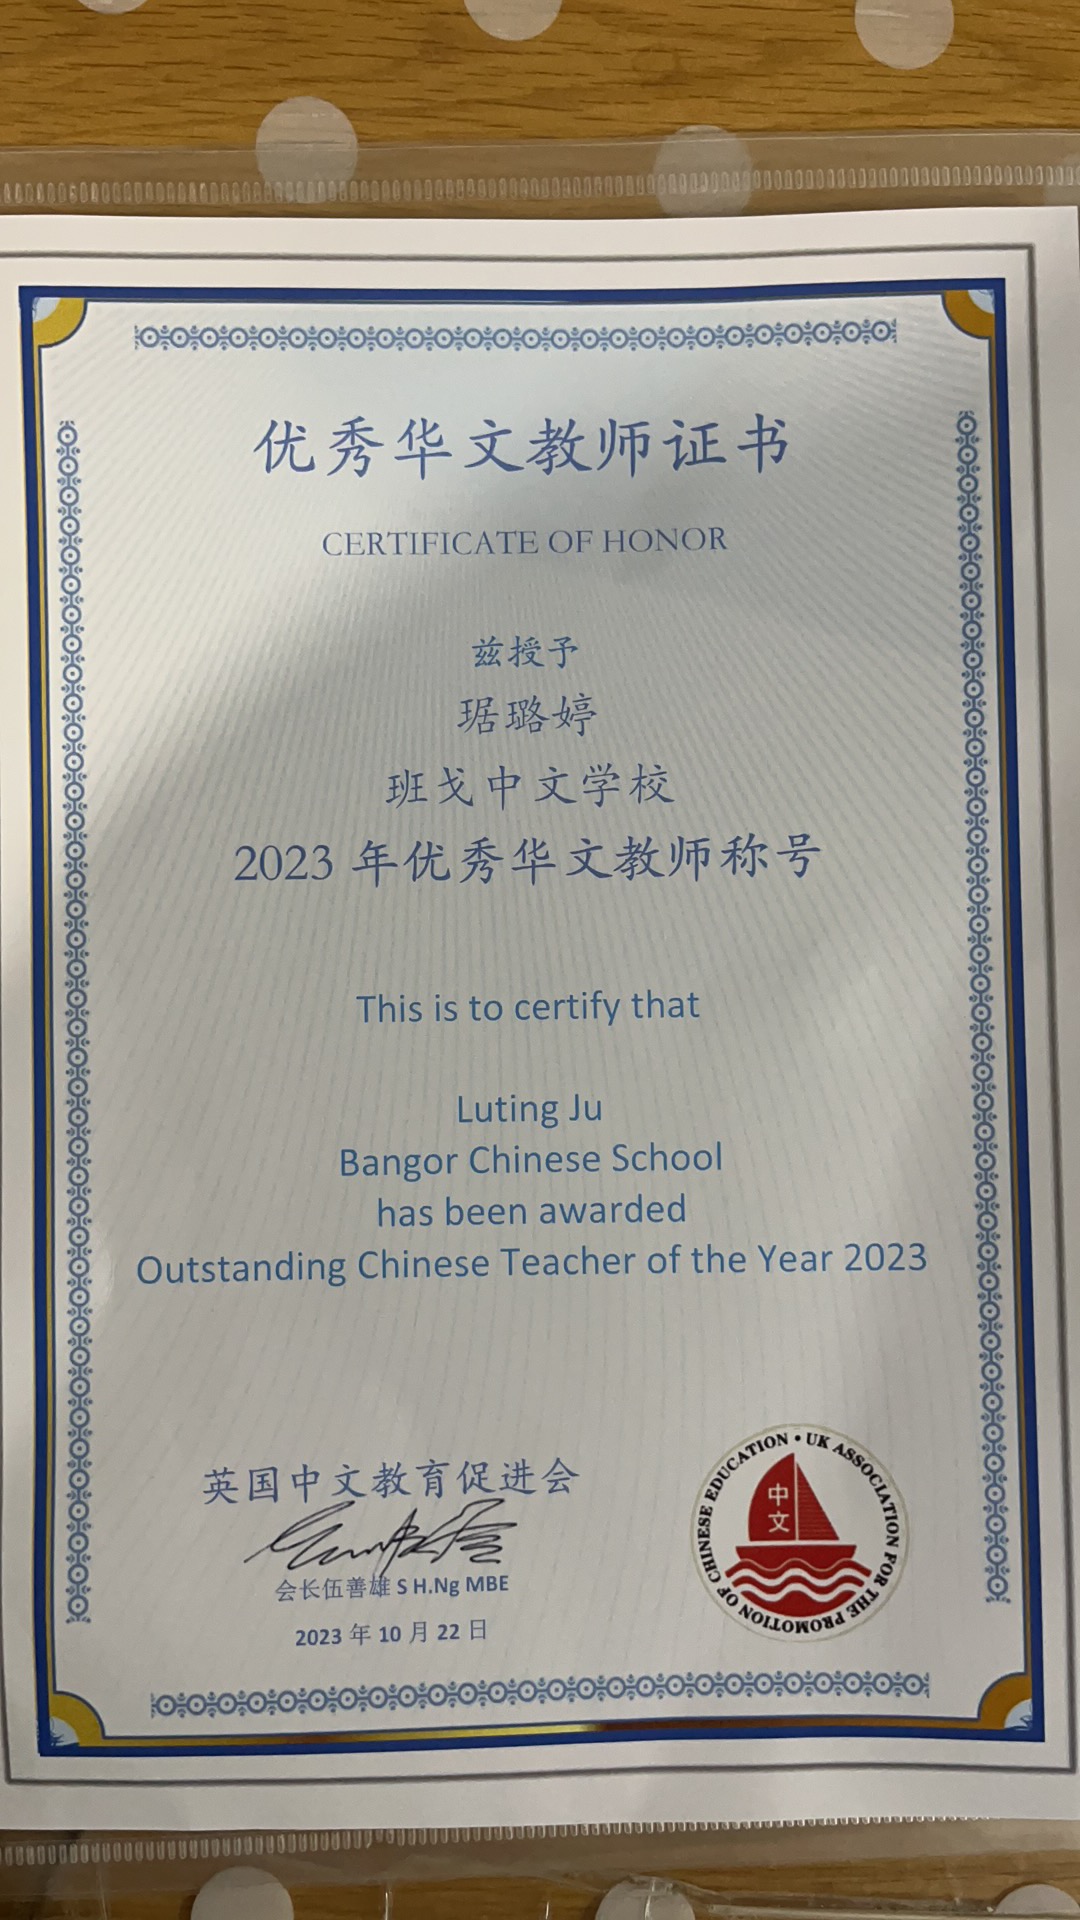 优秀华文教师证书
CERTIFICATE OF HONOR
兹授予
琚璐婷
班戈中文学校
2023 年优秀华文教师称号
This is to certify that
Luting Ju
Bangor Chinese School
has been awarded
Outstanding Chinese Teacher of the Year 2023
英国中文教育促进会
会长伍善雄 S H.Ng MBE
2023 年 10 月 22 日
UK ASSOCIATION FOR THE PROMOTION OF CHINESE EDUCATION •
中文